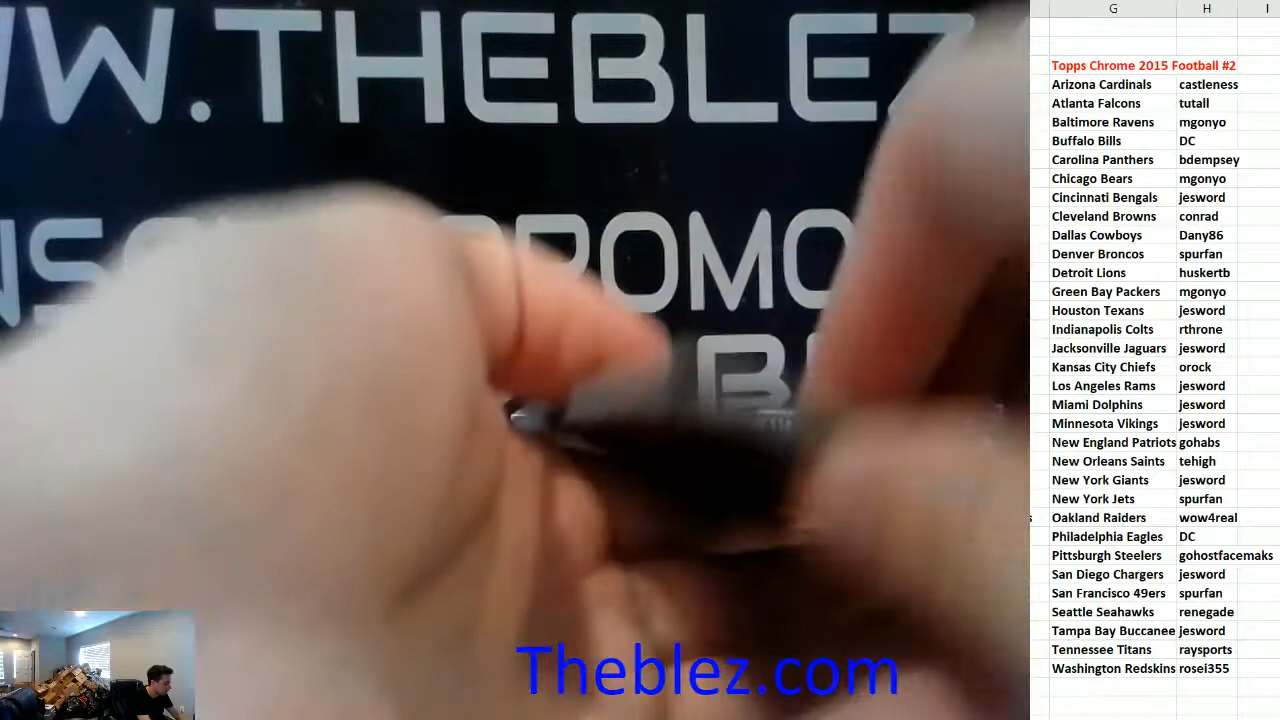 WWW.THEBLEZ
PROMO
BL
Theblez.com
G H I
Topps Chrome 2015 Football #2
Arizona Cardinals castleness
Atlanta Falcons tutall
Baltimore Ravens mgonyo
Buffalo Bills DC
Carolina Panthers bdempsey
Chicago Bears mgonyo
Cincinnati Bengals jesword
Cleveland Browns conrad
Dallas Cowboys Dany86
Denver Broncos spurfan
Detroit Lions huskertb
Green Bay Packers mgonyo
Houston Texans jesword
Indianapolis Colts rthrone
Jacksonville Jaguars jesword
Kansas City Chiefs orock
Los Angeles Rams jesword
Miami Dolphins jesword
Minnesota Vikings jesword
New England Patriots gohabs
New Orleans Saints tehigh
New York Giants jesword
New York Jets spurfan
Oakland Raiders wow4real
Philadelphia Eagles DC
Pittsburgh Steelers gohostfacemaks
San Diego Chargers jesword
San Francisco 49ers spurfan
Seattle Seahawks renegade
Tampa Bay Buccanee jesword
Tennessee Titans raysports
Washington Redskins rosei355